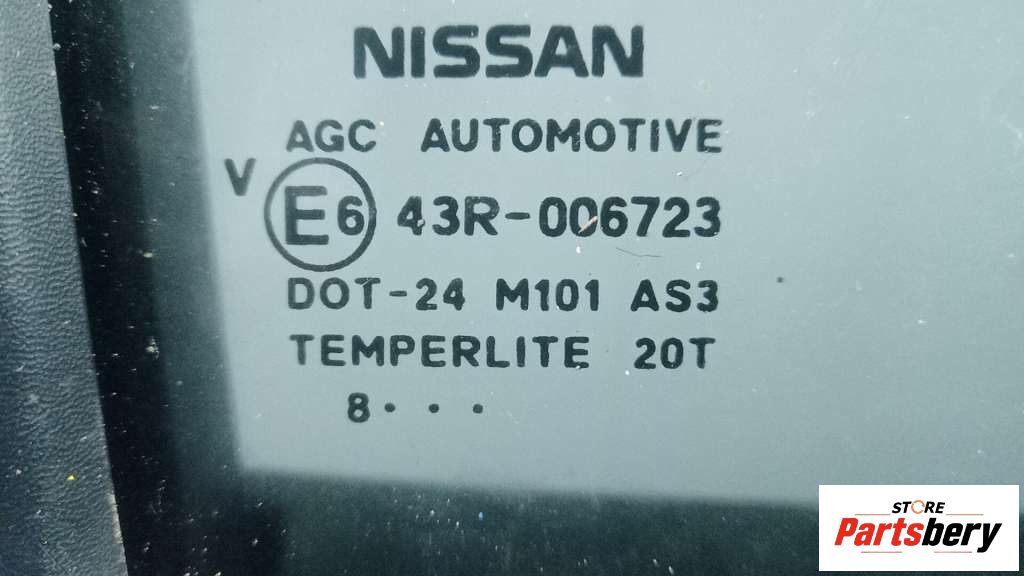 NISSAN
AGC AUTOMOTIVE
V
E6 43R-006723
DOT-24 M101 AS3
TEMPERLITE 20T
8· · ·
STORE
Partsbery